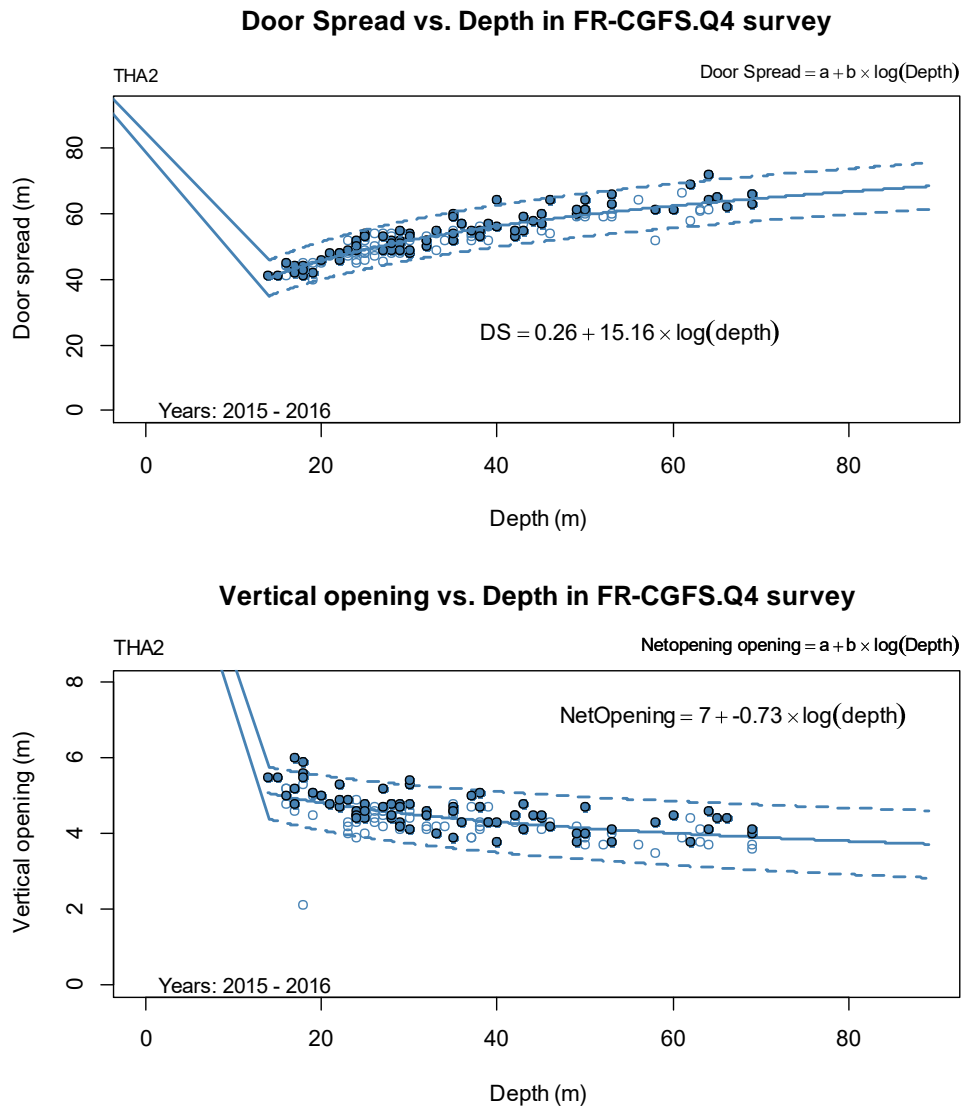 Door Spread vs. Depth in FR-CGFS.Q4 survey
THA2
Door Spread = a + b × log(Depth)
Door spread (m)
80
60
40
20
0
DS = 0.26 + 15.16 × log(depth)
Years: 2015 - 2016
0 20 40 60 80
Depth (m)
Vertical opening vs. Depth in FR-CGFS.Q4 survey
THA2
Netopening opening = a + b × log(Depth)
Vertical opening (m)
8
6
4
2
0
NetOpening = 7 + -0.73 × log(depth)
Years: 2015 - 2016
0 20 40 60 80
Depth (m)